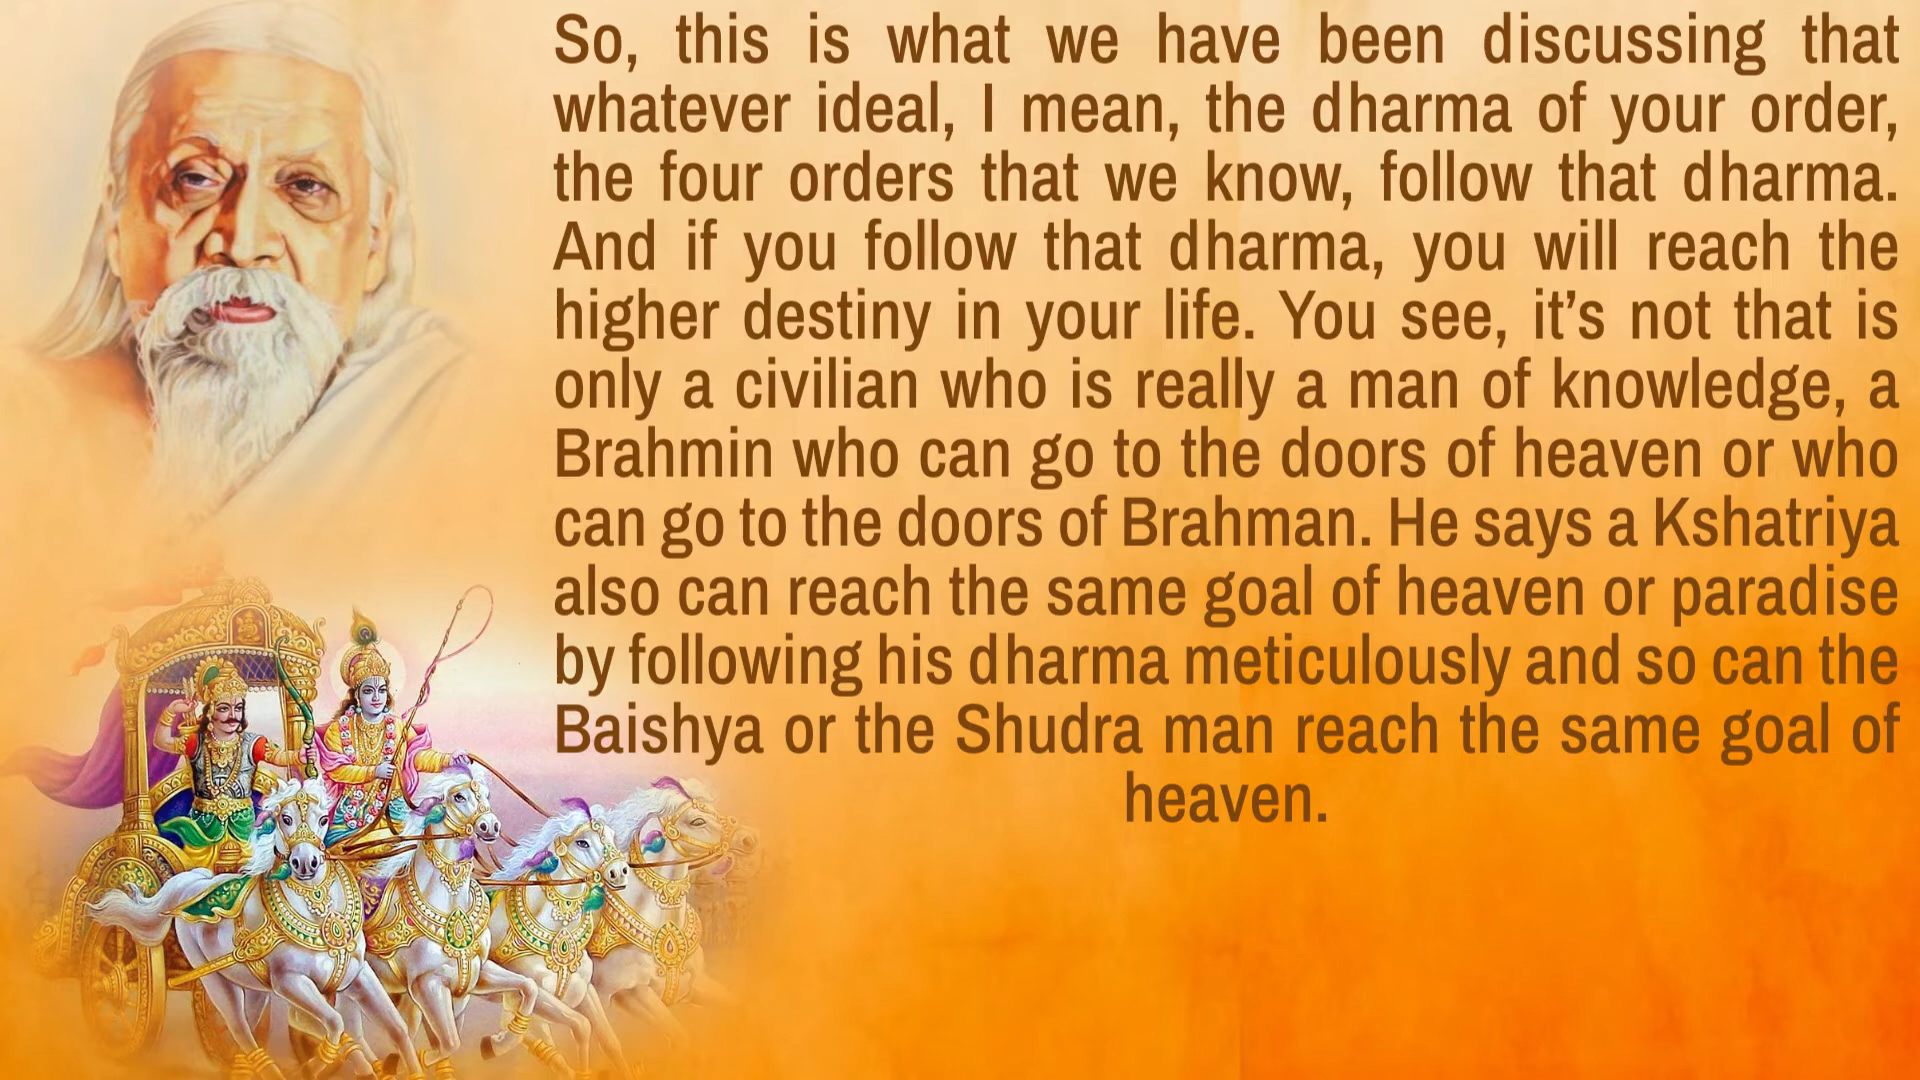 So, this is what we have been discussing that
whatever ideal, I mean, the dharma of your order,
the four orders that we know, follow that dharma.
And if you follow that dharma, you will reach the
higher destiny in your life. You see, it’s not that is
only a civilian who is really a man of knowledge, a
Brahmin who can go to the doors of heaven or who
can go to the doors of Brahman. He says a Kshatriya
also can reach the same goal of heaven or paradise
by following his dharma meticulously and so can the
Baishya or the Shudra man reach the same goal of
heaven.